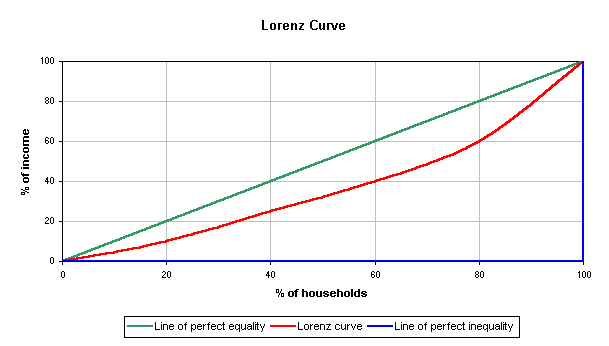 Lorenz Curve
100
80
60
40
20
0
% of income
0 20 40 60 80 100
% of households
Line of perfect equality Lorenz curve Line of perfect inequality